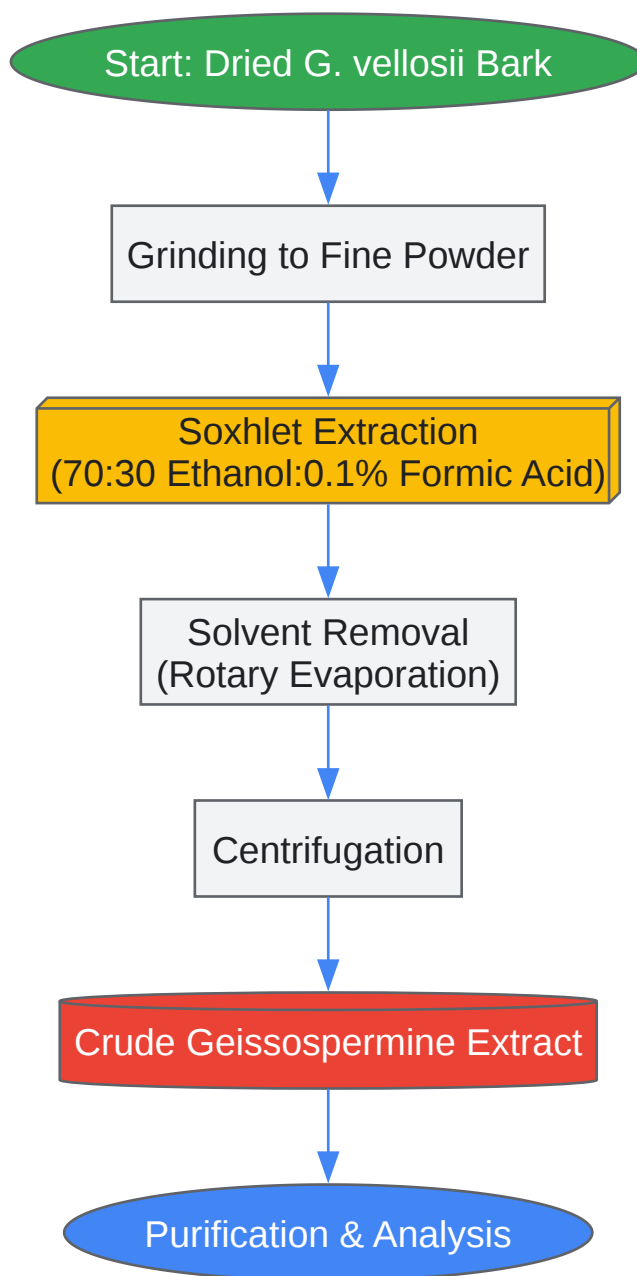 Start: Dried G. vellosii Bark
Grinding to Fine Powder
Soxhlet Extraction
(70:30 Ethanol:0.1% Formic Acid)
Solvent Removal
(Rotary Evaporation)
Centrifugation
Crude Geissospermine Extract
Purification & Analysis